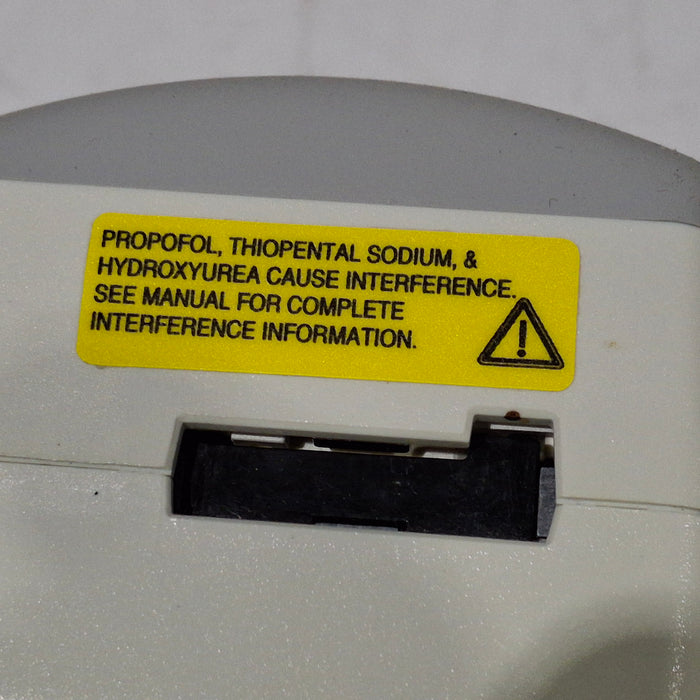 PROPOFOL, THIOPENTAL SODIUM, &
HYDROXYUREA CAUSE INTERFERENCE.
SEE MANUAL FOR COMPLETE
INTERFERENCE INFORMATION.